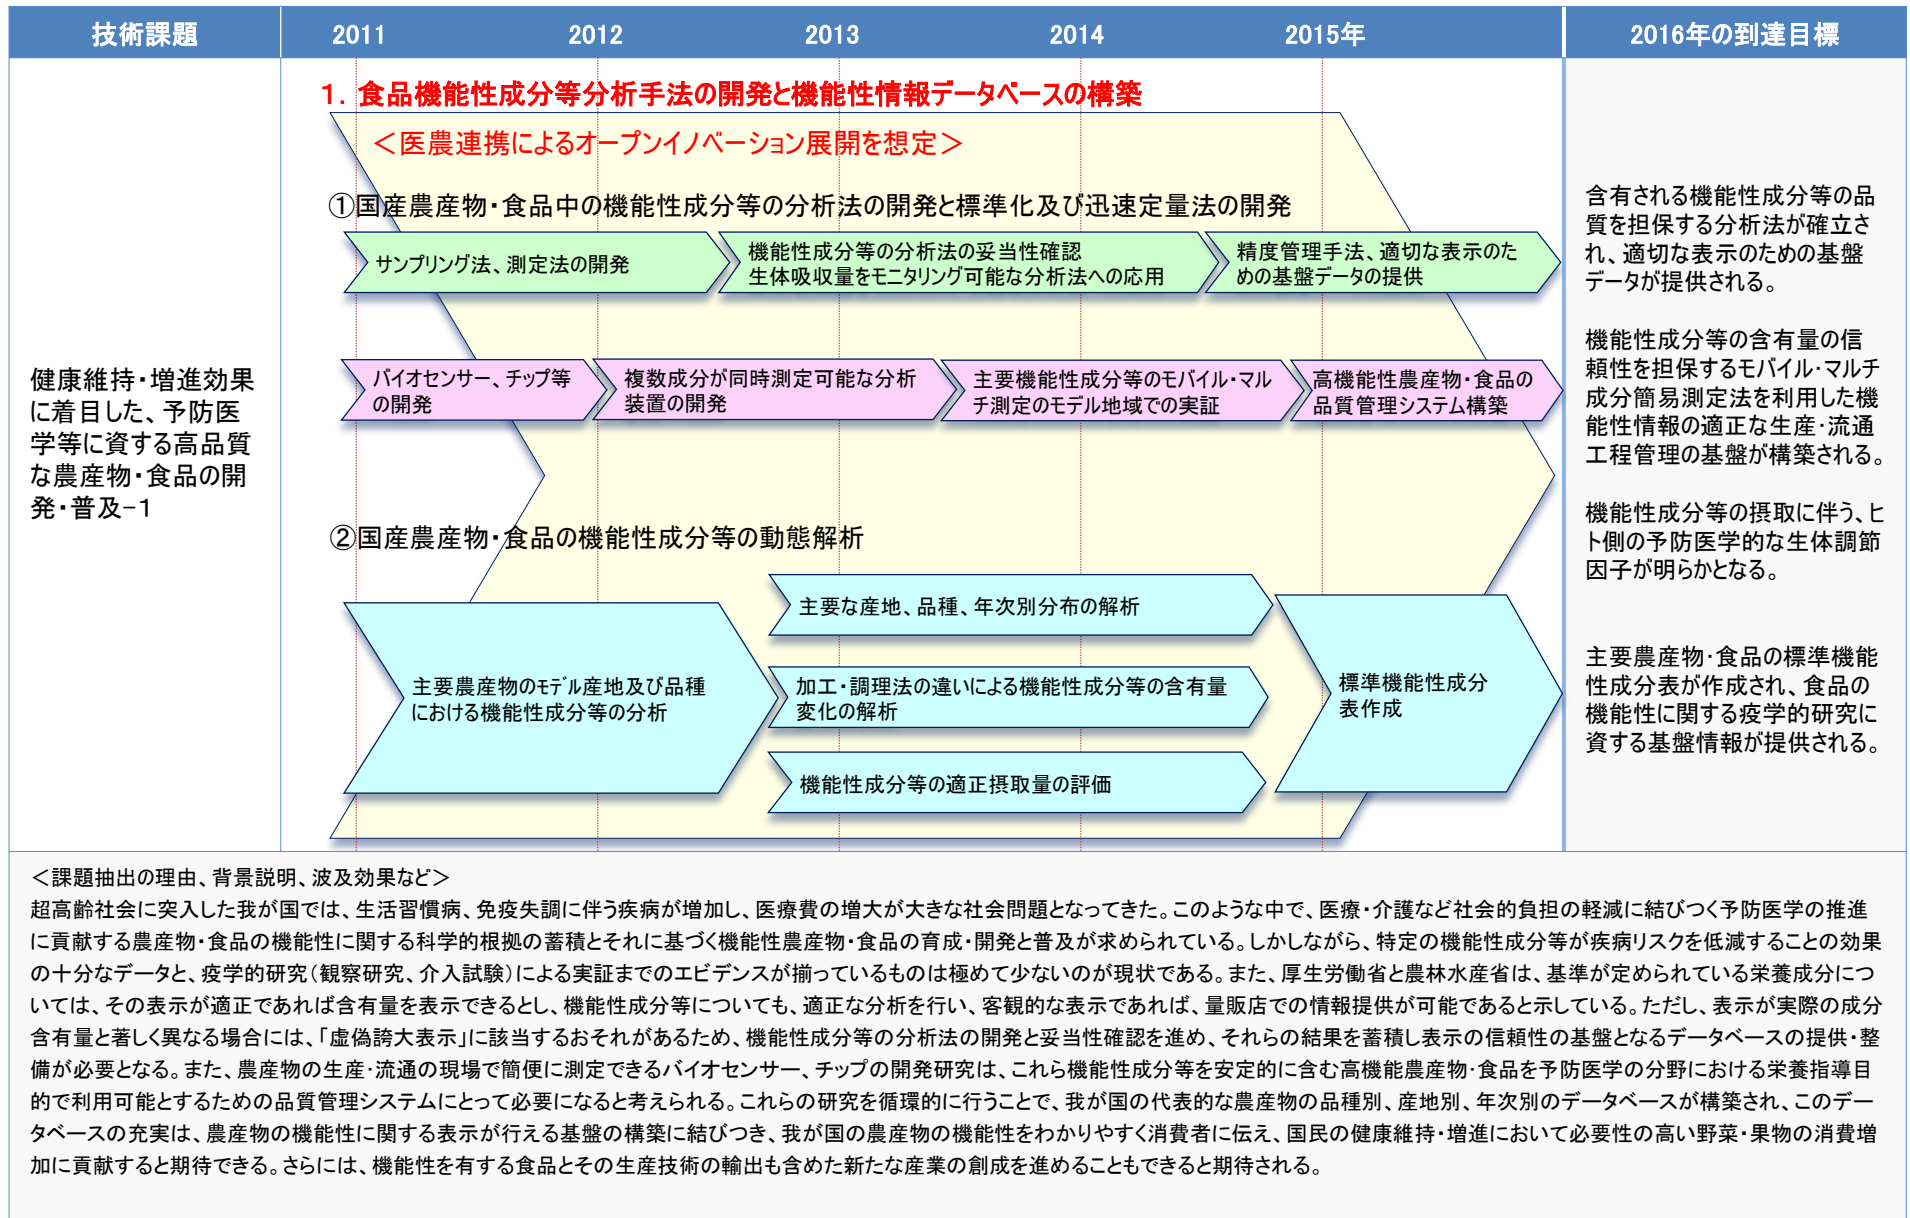 技術課題
2011
2012
2013
2014
2015年
2016年の到達目標
1．食品機能性成分等分析手法の開発と機能性情報データベースの構築
＜医農連携によるオープンイノベーション展開を想定＞
①国産農産物・食品中の機能性成分等の分析法の開発と標準化及び迅速定量法の開発
サンプリング法、測定法の開発
機能性成分等の分析法の妥当性確認
生体吸収量をモニタリング可能な分析法への応用
精度管理手法、適切な表示のた
めの基盤データの提供
バイオセンサー、チップ等
の開発
複数成分が同時測定可能な分析
装置の開発
主要機能性成分等のモバイル・マル
チ測定のモデル地域での実証
高機能性農産物・食品の
品質管理システム構築
健康維持・増進効果
に着目した、予防医
学等に資する高品質
な農産物・食品の開
発・普及−１
②国産農産物・食品の機能性成分等の動態解析
主要農産物のﾓﾃﾞﾙ産地及び品種
における機能性成分等の分析
主要な産地、品種、年次別分布の解析
加工・調理法の違いによる機能性成分等の含有量
変化の解析
機能性成分等の適正摂取量の評価
標準機能性成分
表作成
含有される機能性成分等の品
質を担保する分析法が確立さ
れ、適切な表示のための基盤
データが提供される。
機能性成分等の含有量の信
頼性を担保するモバイル・マルチ
成分簡易測定法を利用した機
能性情報の適正な生産・流通
工程管理の基盤が構築される。
機能性成分等の摂取に伴う、ヒ
ト側の予防医学的な生体調節
因子が明らかとなる。
主要農産物・食品の標準機能
性成分表が作成され、食品の
機能性に関する疫学的研究に
資する基盤情報が提供される。
＜課題抽出の理由、背景説明、波及効果など＞
超高齢社会に突入した我が国では、生活習慣病、免疫失調に伴う疾病が増加し、医療費の増大が大きな社会問題となってきた。このような中で、医療・介護など社会的負担の軽減に結びつく予防医学の推進
に貢献する農産物・食品の機能性に関する科学的根拠の蓄積とそれに基づく機能性農産物・食品の育成・開発と普及が求められている。しかしながら、特定の機能性成分等が疾病リスクを低減することの効果
の十分なデータと、疫学的研究（観察研究、介入試験）による実証までのエビデンスが揃っているものは極めて少ないのが現状である。また、厚生労働省と農林水産省は、基準が定められている栄養成分につ
いては、その表示が適正であれば含有量を表示できるとし、機能性成分等についても、適正な分析を行い、客観的な表示であれば、量販店での情報提供が可能であると示している。ただし、表示が実際の成分
含有量と著しく異なる場合には、「虚偽誇大表示」に該当するおそれがあるため、機能性成分等の分析法の開発と妥当性確認を進め、それらの結果を蓄積し表示の信頼性の基盤となるデータベースの提供・整
備が必要となる。また、農産物の生産・流通の現場で簡便に測定できるバイオセンサー、チップの開発研究は、これら機能性成分等を安定的に含む高機能農産物・食品を予防医学の分野における栄養指導目
的で利用可能とするための品質管理システムにとって必要になると考えられる。これらの研究を循環的に行うことで、我が国の代表的な農産物の品種別、産地別、年次別のデータベースが構築され、このデー
タベースの充実は、農産物の機能性に関する表示が行える基盤の構築に結びつき、我が国の農産物の機能性をわかりやすく消費者に伝え、国民の健康維持・増進において必要性の高い野菜・果物の消費増
加に貢献すると期待できる。さらには、機能性を有する食品とその生産技術の輸出も含めた新たな産業の創成を進めることもできると期待される。